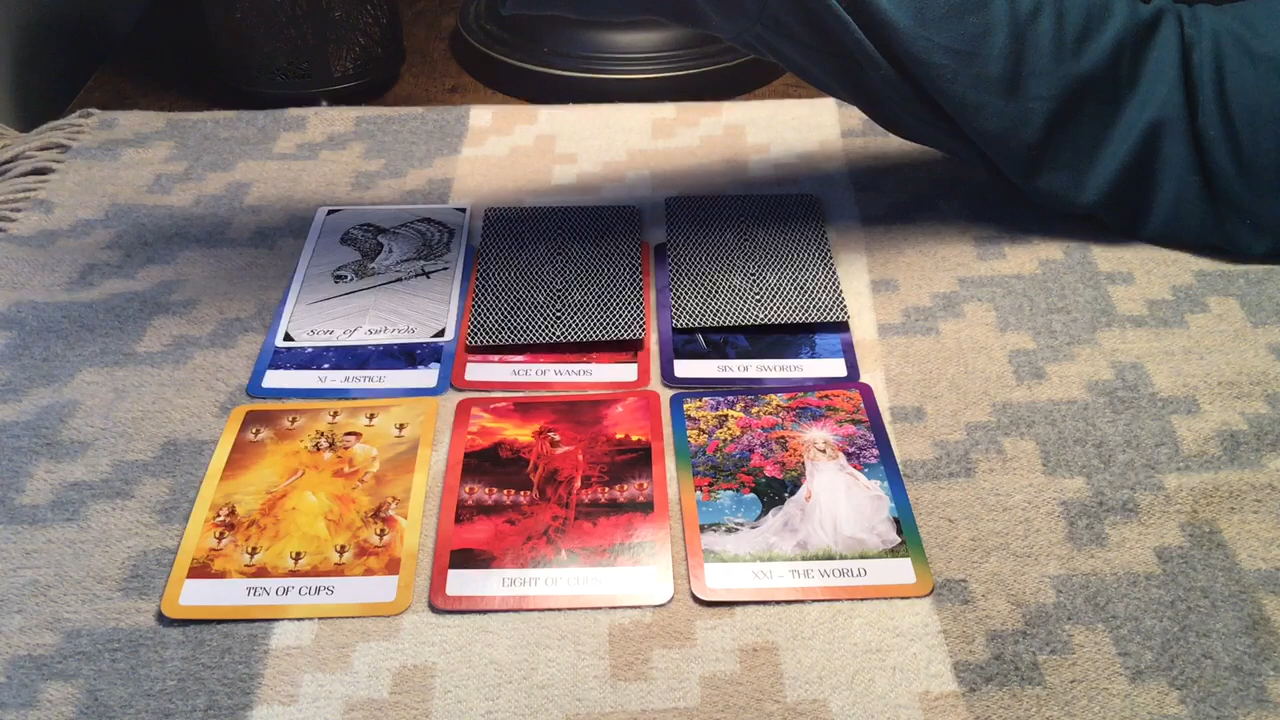 son of swords
XI – JUSTICE
ACE OF WANDS
SIX OF SWORDS
TEN OF CUPS
EIGHT OF CUPS
XXI – THE WORLD